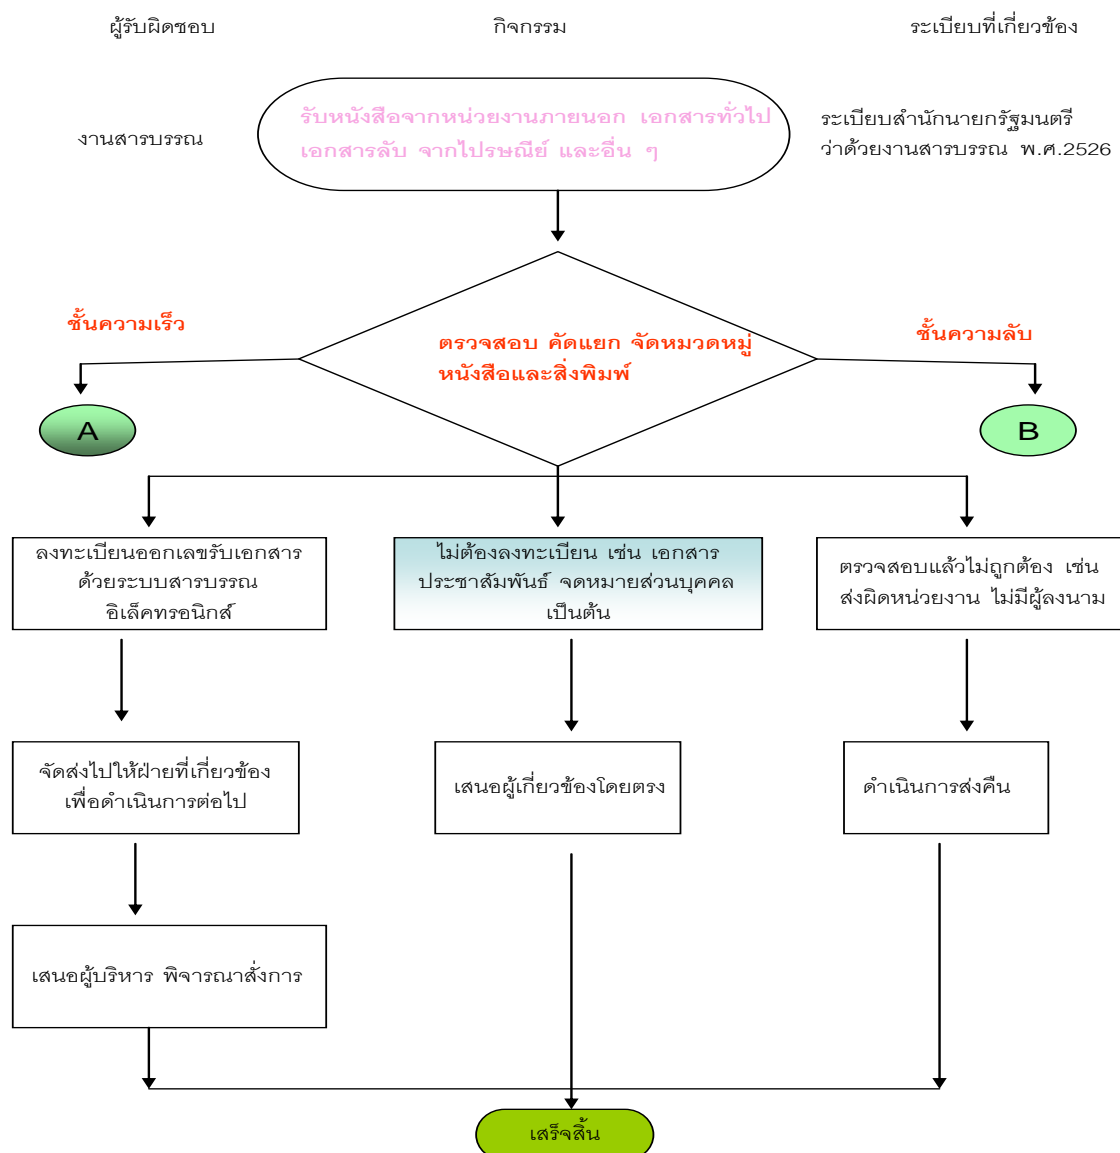 ผู้รับผิดชอบ
กิจกรรม
ระเบียบที่เกี่ยวข้อง
งานสารบรรณ
รับหนังสือจากหน่วยงานภายนอก เอกสารทั่วไป
เอกสารลับ จากไปรษณีย์ และอื่น ๆ
ระเบียบสำนักนายกรัฐมนตรี
ว่าด้วยงานสารบรรณ พ.ศ.2526
ชั้นความเร็ว
ตรวจสอบ คัดแยก จัดหมวดหมู่
หนังสือและสิ่งพิมพ์
ชั้นความลับ
A
B
ลงทะเบียนออกเลขรับเอกสาร
ด้วยระบบสารบรรณ
อิเล็คทรอนิกส์
ไม่ต้องลงทะเบียน เช่น เอกสาร
ประชาสัมพันธ์ จดหมายส่วนบุคคล
เป็นต้น
ตรวจสอบแล้วไม่ถูกต้อง เช่น
ส่งผิดหน่วยงาน ไม่มีผู้ลงนาม
จัดส่งไปให้ฝ่ายที่เกี่ยวข้อง
เพื่อดำเนินการต่อไป
เสนอผู้เกี่ยวข้องโดยตรง
ดำเนินการส่งคืน
เสนอผู้บริหาร พิจารณาสั่งการ
เสร็จสิ้น